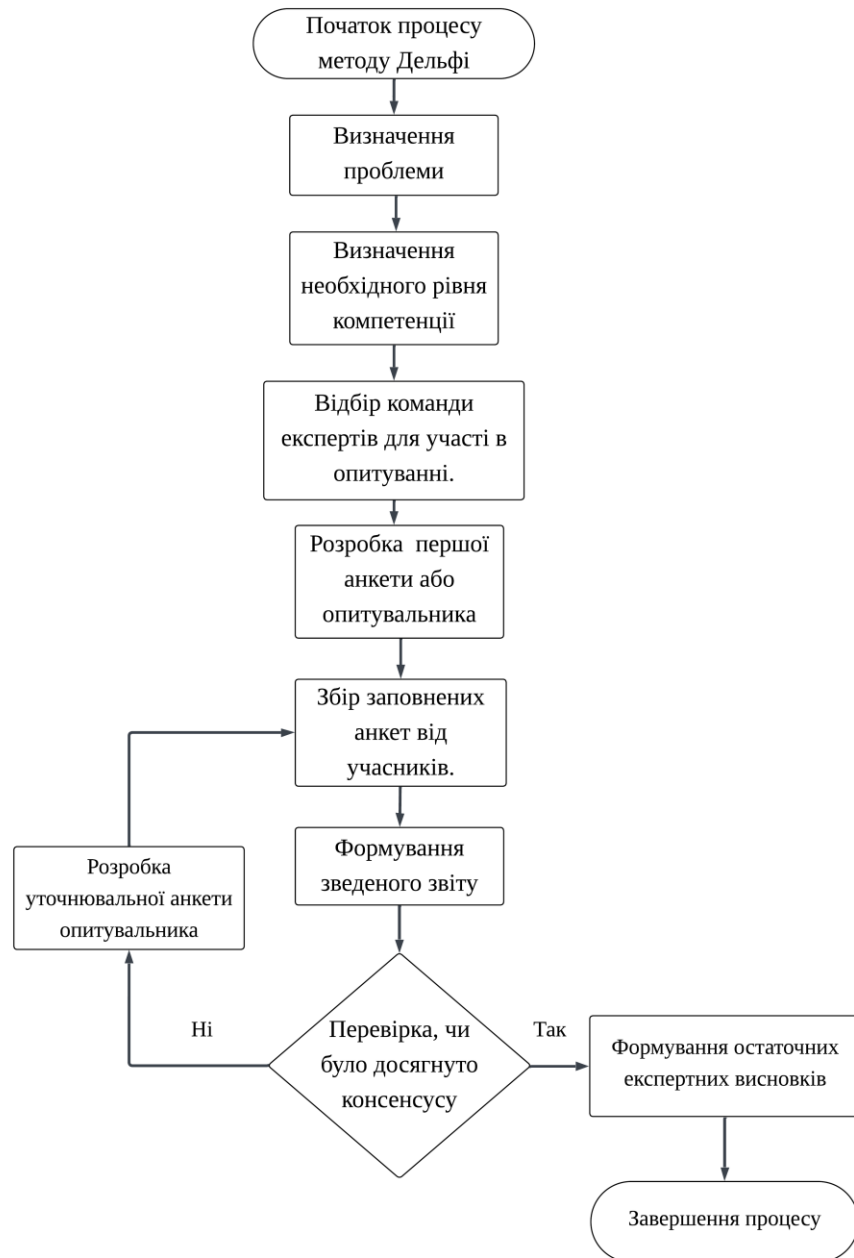 Початок процесу
методу Дельфі
Визначення
проблеми
Визначення
необхідного рівня
компетенції
Відбір команди
експертів для участі в
опитуванні.
Розробка першої
анкети або
опитувальника
Збір заповнених
анкет від
учасників.
Формування
зведеного звіту
Розробка
уточнювальної анкети
опитувальника
Ні
Перевірка, чи
було досягнуто
консенсусу
Так
Формування остаточних
експертних висновків
Завершення процесу